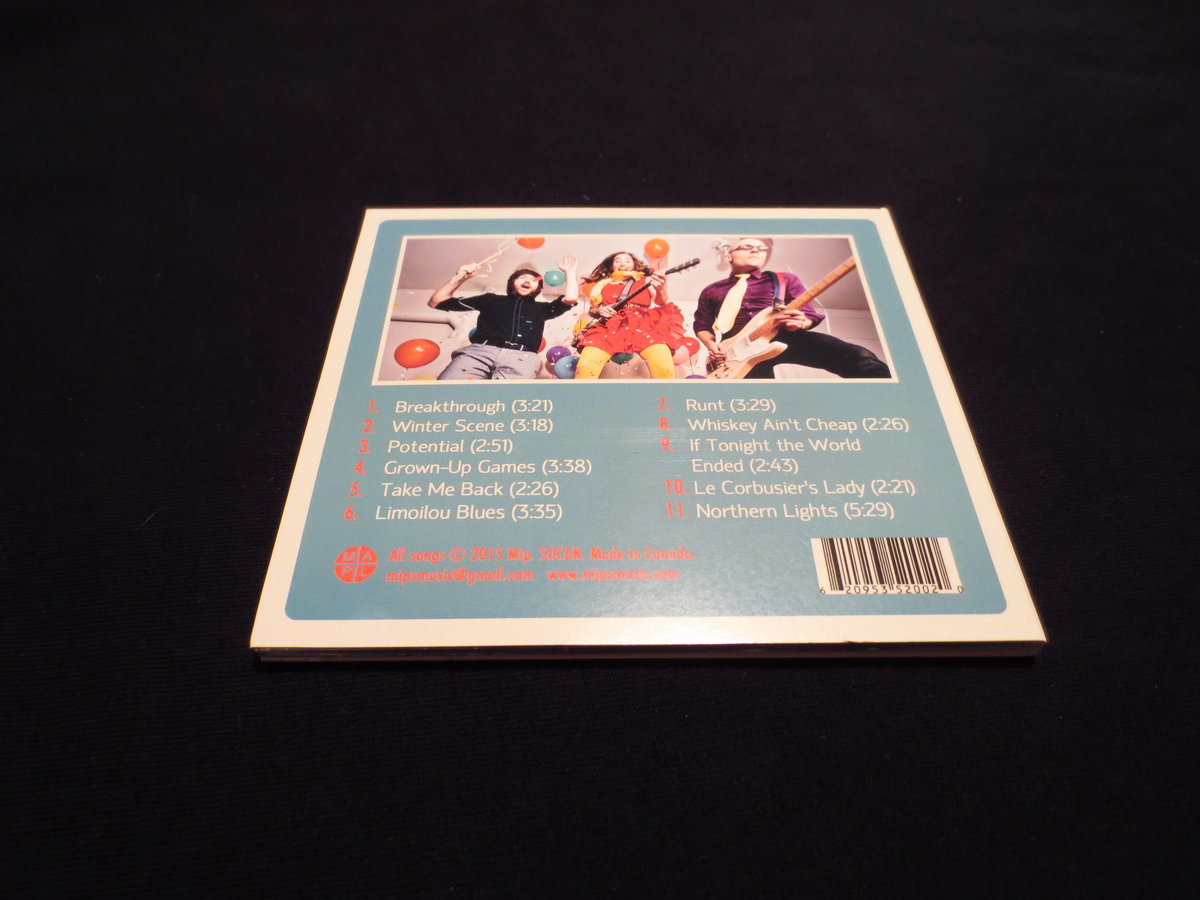 1. Breakthrough (3:21)
2. Winter Scene (3:18)
3. Potential (2:51)
4. Grown-Up Games (3:38)
5. Take Me Back (2:26)
6. Limoilou Blues (3:35)
7. Runt (3:29)
8. Whiskey Ain't Cheap (2:26)
9. If Tonight the World
Ended (2:43)
10. Le Corbusier's Lady (2:21)
11. Northern Lights (5:29)
M A
P L
All songs © 2015 Mip. SOCAN. Made in Canada.
mipsmusic@gmail.com www.mipsmusic.com
6 20953 52002 0